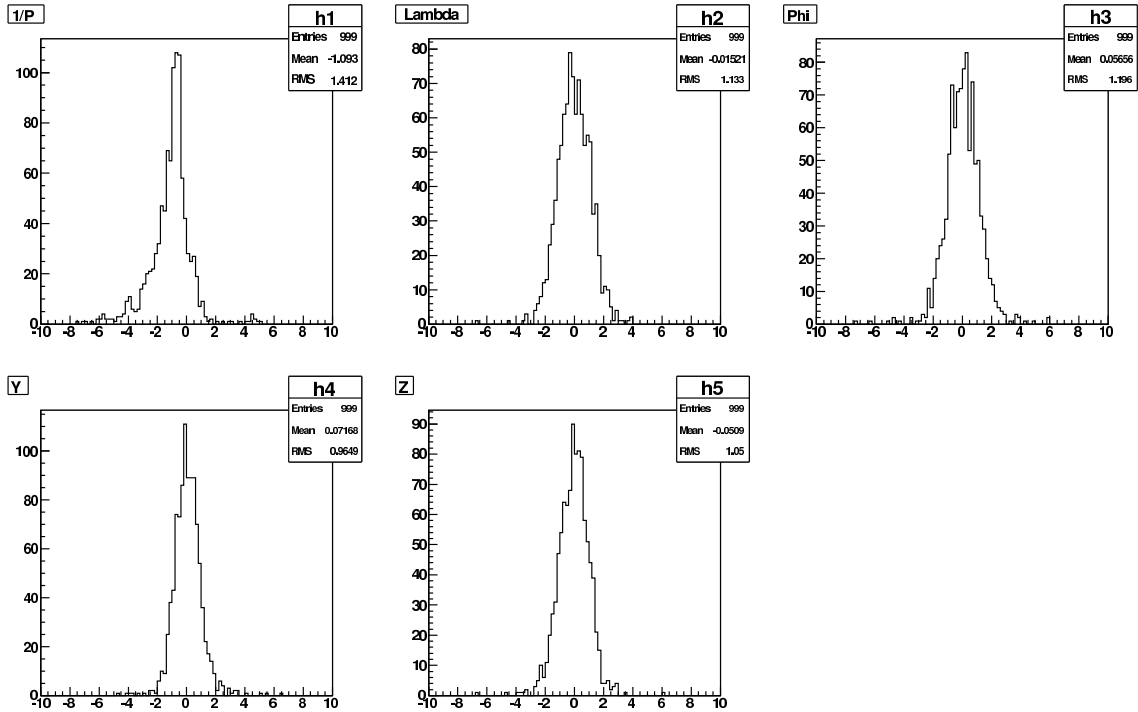 1/P
h1
Entries 999
Mean -1.093
RMS 1.412
100
80
60
40
20
0
-10 -8 -6 -4 -2 0 2 4 6 8 10
Lambda
h2
Entries 999
Mean -0.01521
RMS 1.133
80
70
60
50
40
30
20
10
0
-10 -8 -6 -4 -2 0 2 4 6 8 10
Phi
h3
Entries 999
Mean 0.05656
RMS 1.196
80
70
60
50
40
30
20
10
0
-10 -8 -6 -4 -2 0 2 4 6 8 10
Y
h4
Entries 999
Mean 0.07168
RMS 0.9649
100
80
60
40
20
0
-10 -8 -6 -4 -2 0 2 4 6 8 10
Z
h5
Entries 999
Mean -0.0509
RMS 1.05
90
80
70
60
50
40
30
20
10
0
-10 -8 -6 -4 -2 0 2 4 6 8 10